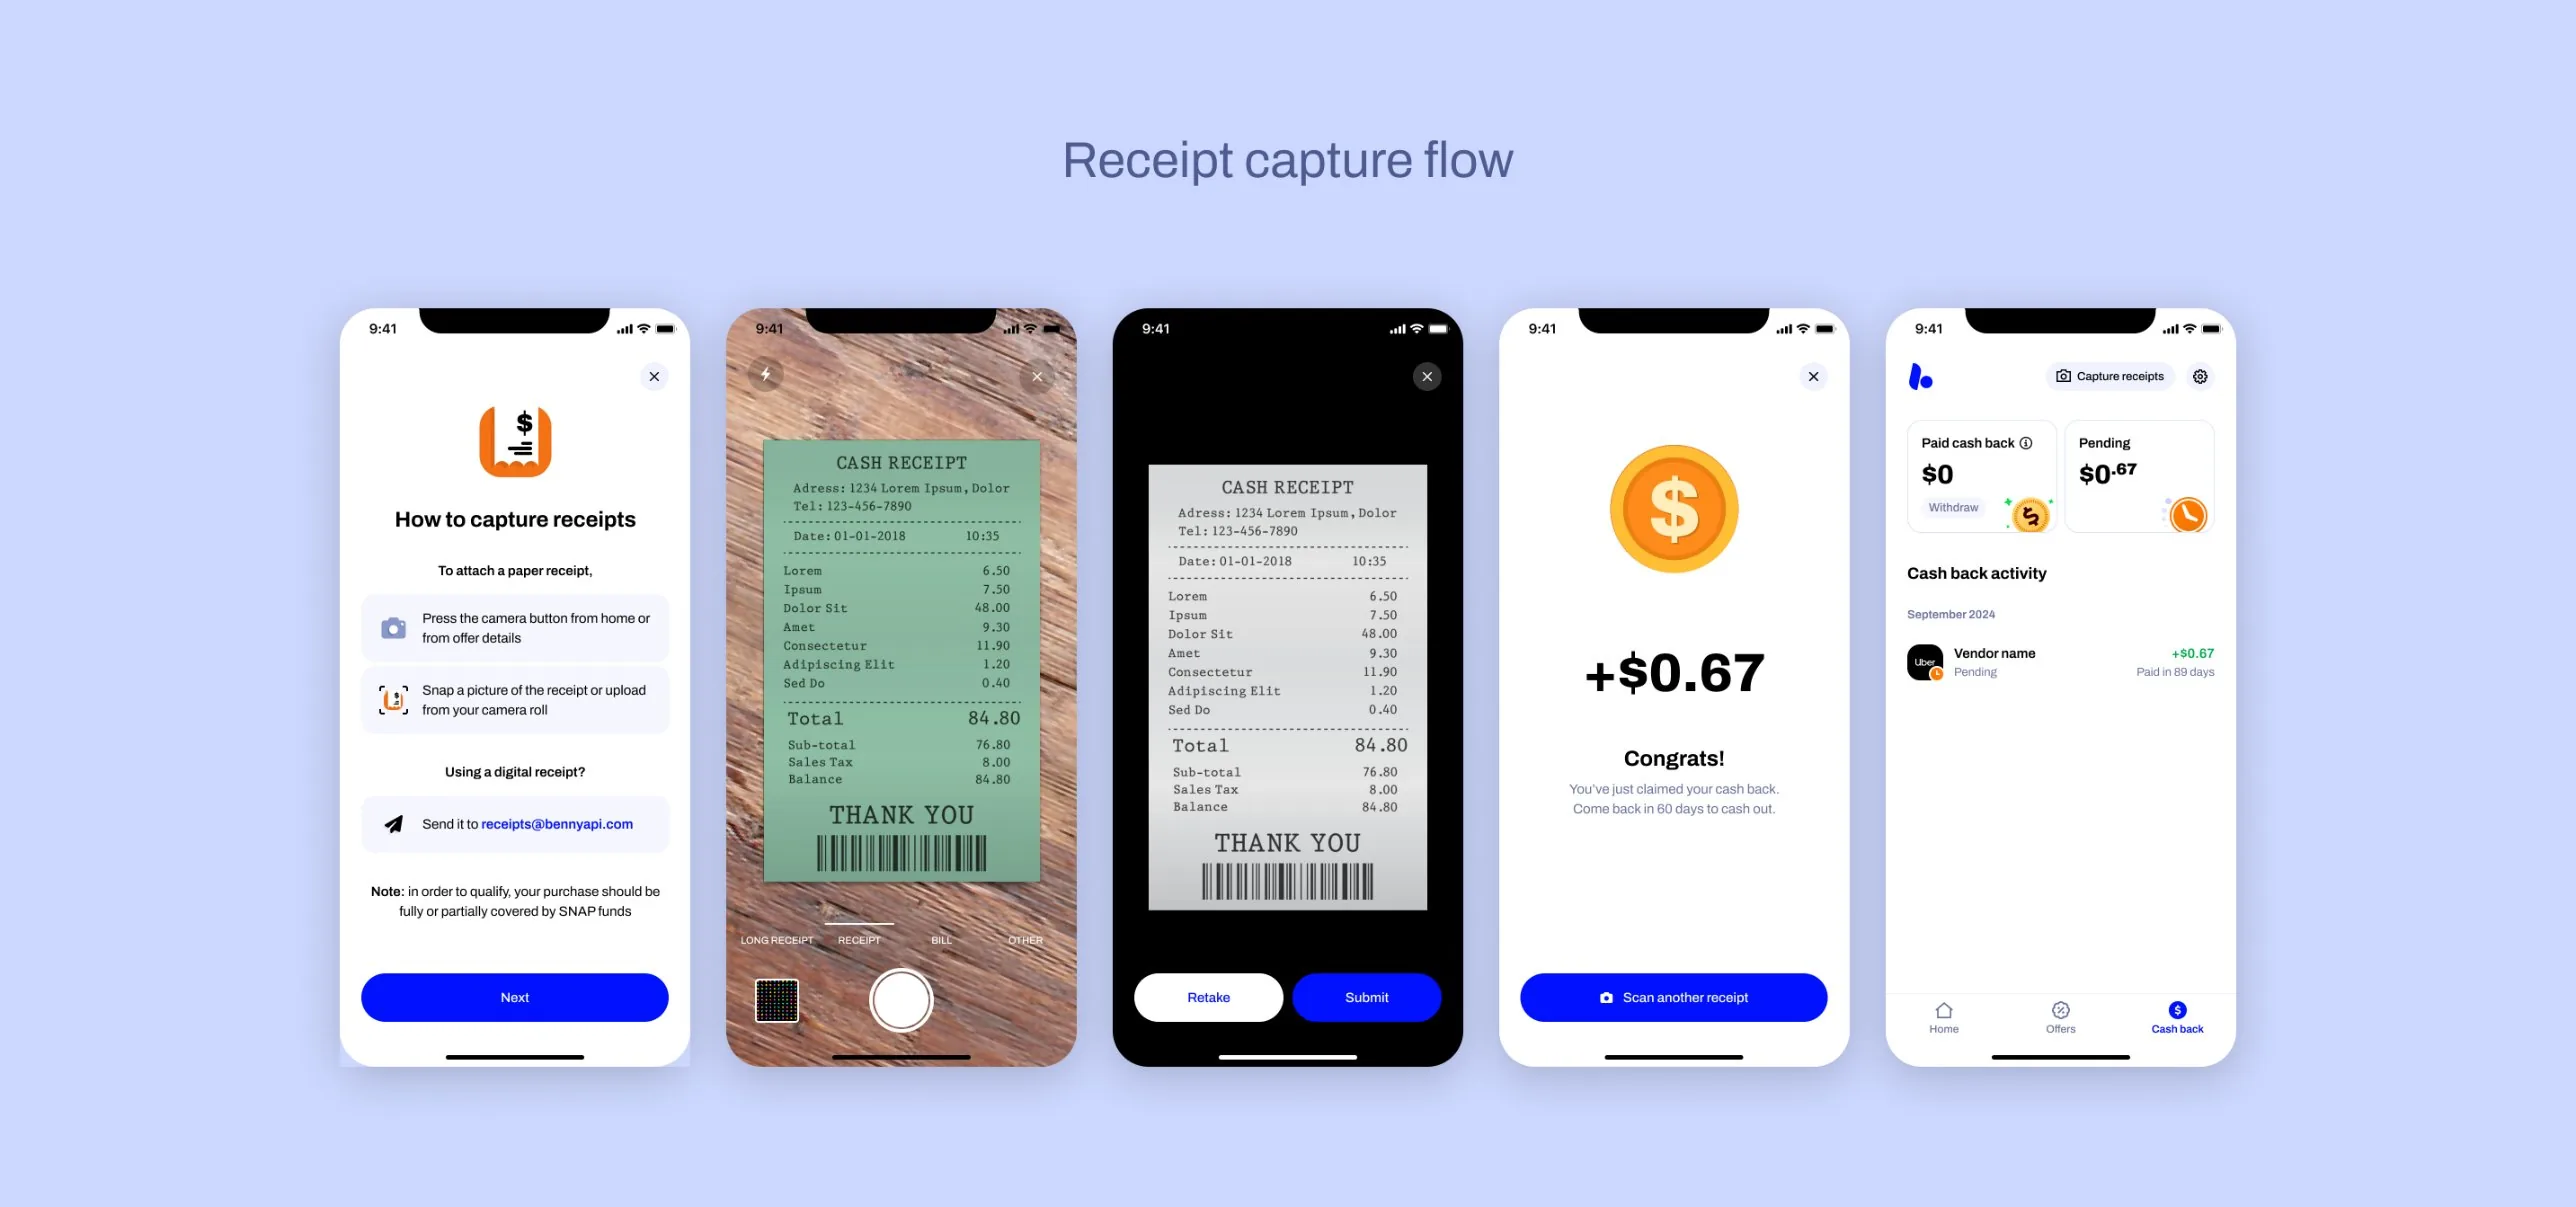 Receipt capture flow
9:41
How to capture receipts
To attach a paper receipt,
Press the camera button from home or
from offer details
Snap a picture of the receipt or upload
from your camera roll
Using a digital receipt?
Send it to receipts@bennyapi.com
Note: in order to qualify, your purchase should be
fully or partially covered by SNAP funds
Next
9:41
CASH RECEIPT
Adress: 1234 Lorem Ipsum, Dolor
Tel: 123-456-7890
Date: 01-01-2018 10:35
Lorem 6.50
Ipsum 7.50
Dolor Sit 48.00
Amet 9.30
Consectetur 11.90
Adipiscing Elit 1.20
Sed Do 0.40
Total 84.80
Sub-total 76.80
Sales Tax 8.00
Balance 84.80
THANK YOU
LONG RECEIPT RECEIPT BILL OTHER
9:41
CASH RECEIPT
Adress: 1234 Lorem Ipsum, Dolor
Tel: 123-456-7890
Date: 01-01-2018 10:35
Lorem 6.50
Ipsum 7.50
Dolor Sit 48.00
Amet 9.30
Consectetur 11.90
Adipiscing Elit 1.20
Sed Do 0.40
Total 84.80
Sub-total 76.80
Sales Tax 8.00
Balance 84.80
THANK YOU
Retake Submit
9:41
$
+$0.67
Congrats!
You've just claimed your cash back.
Come back in 60 days to cash out.
Scan another receipt
9:41
Capture receipts
Paid cash back Pending
$0 $0.67
Withdraw
Cash back activity
September 2024
Uber
Vendor name +$0.67
Pending Paid in 89 days
Home Offers Cash back